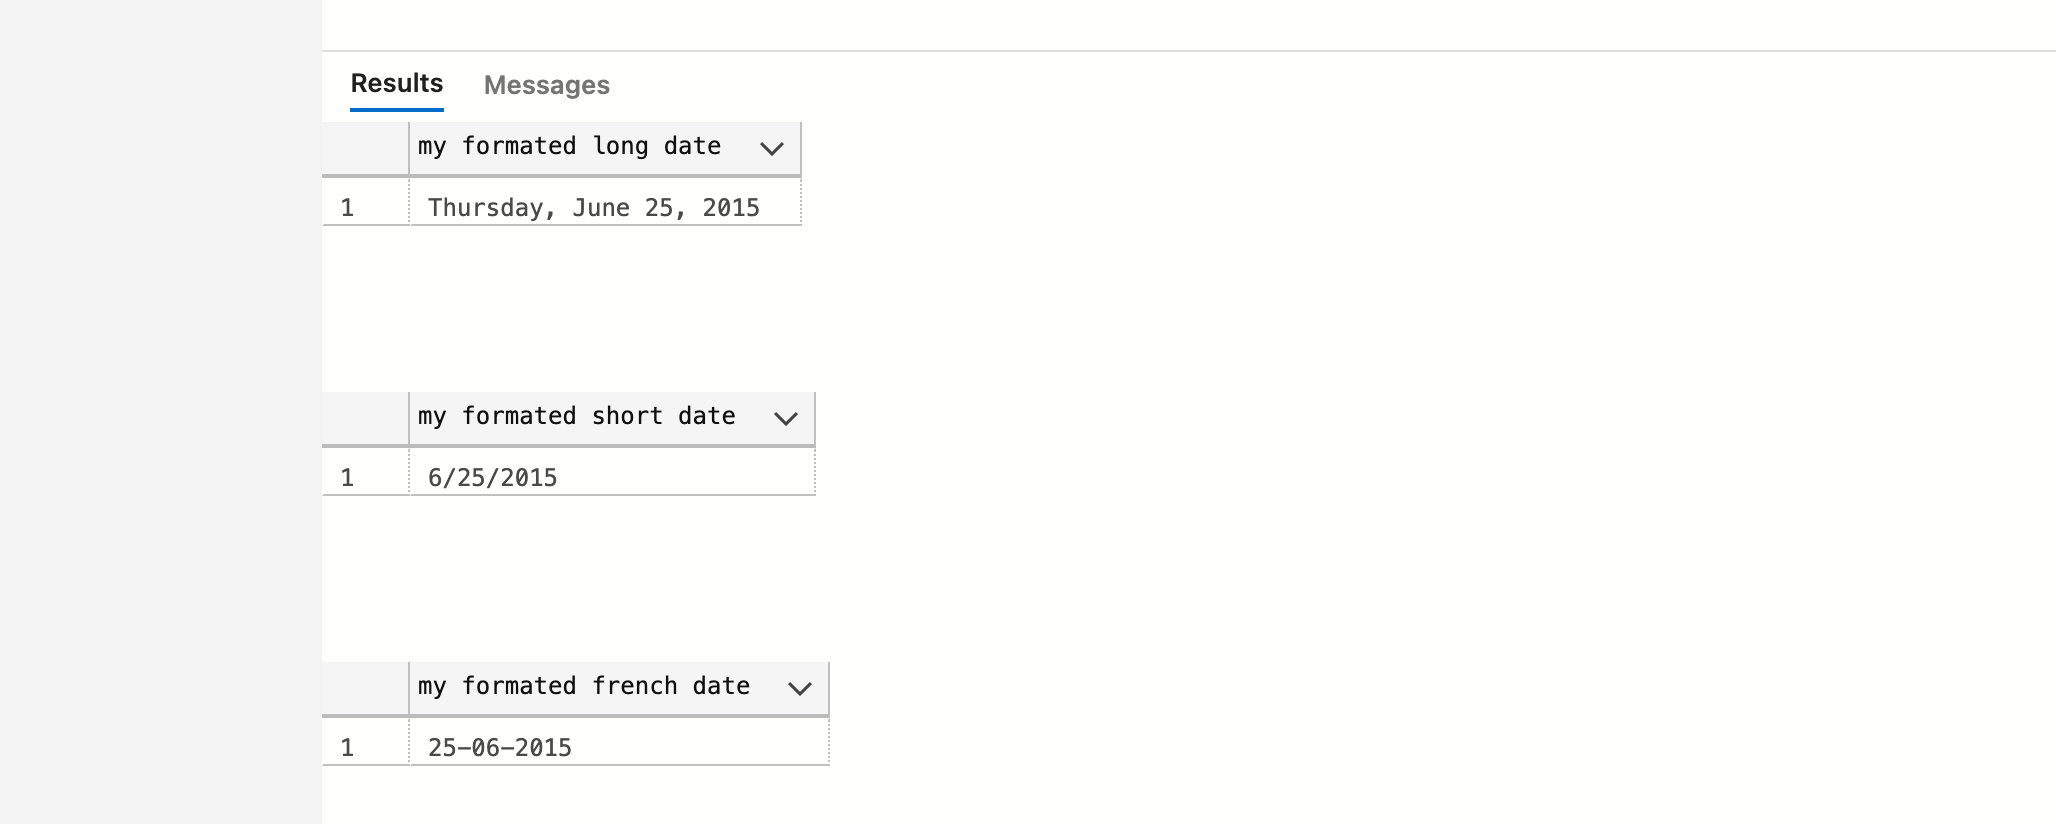 Results Messages
my formated long date
1 Thursday, June 25, 2015
my formated short date
1 6/25/2015
my formated french date
1 25-06-2015